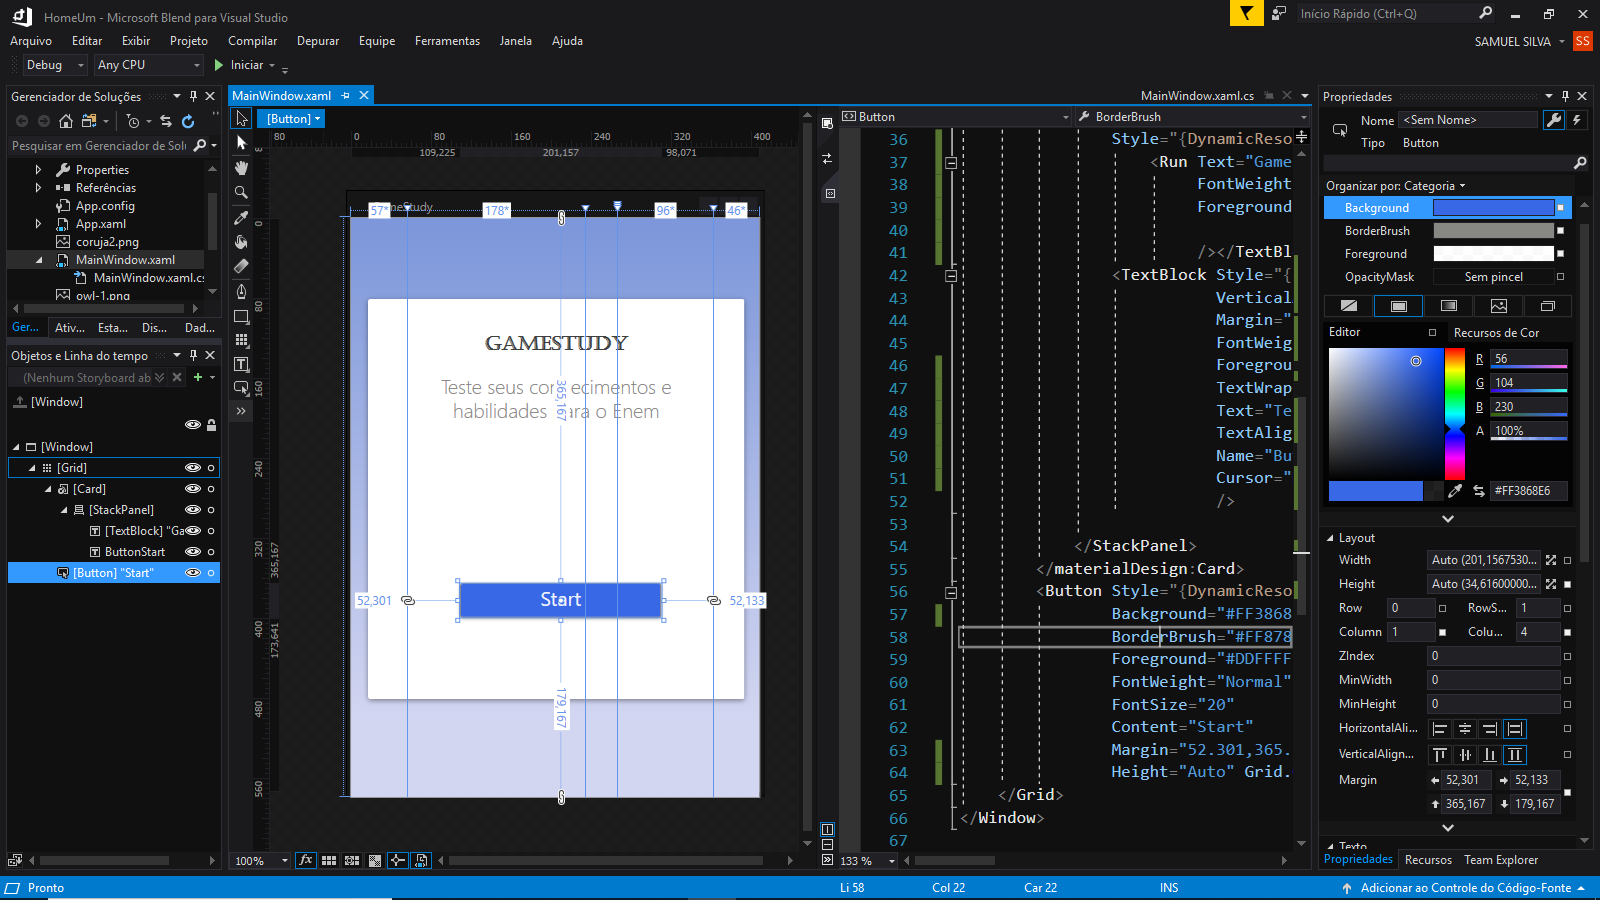 HomeUm - Microsoft Blend para Visual Studio
Início Rápido (Ctrl+Q)
Arquivo Editar Exibir Projeto Compilar Depurar Equipe Ferramentas Janela Ajuda
SAMUEL SILVA SS
Debug Any CPU Iniciar
Gerenciador de Soluções
Pesquisar em Gerenciador de Solu
Properties
Referências
App.config
App.xaml
coruja2.png
MainWindow.xaml
MainWindow.xaml.cs
owl-1.png
Ger... Ativ... Esta... Dis... Dad...
Objetos e Linha do tempo
(Nenhum Storyboard ab
[Window]
[Window]
[Grid]
[Card]
[StackPanel]
[TextBlock] "Ga
ButtonStart
[Button] "Start"
MainWindow.xaml
MainWindow.xaml.cs
[Button]
80 0 80 160 240 320 400
109,225 201,157 98,071
0
80
160
240
320
400
480
560
365,167
173,641
57* 178* 96* 46*
GAMESTUDY
Teste seus conhecimentos e
habilidades para o Enem
365,167
52,301 Start 52,133
179,167
100%
Button BorderBrush
36 Style="{DynamicReso
37 <Run Text="Game
38 FontWeight
39 Foreground
40
41 /></TextBl
42 <TextBlock Style="{
43 Vertical
44 Margin="
45 FontWeig
46 Foregrou
47 TextWrap
48 Text="Te
49 TextAlig
50 Name="Bu
51 Cursor="
52 />
53
54 </StackPanel>
55 </materialDesign:Card>
56 <Button Style="{DynamicReso
57 Background="#FF3868
58 BorderBrush="#FF878
59 Foreground="#DDFFFF
60 FontWeight="Normal"
61 FontSize="20"
62 Content="Start"
63 Margin="52.301,365.
64 Height="Auto" Grid.
65 </Grid>
66 </Window>
67
133 %
Propriedades
Nome <Sem Nome>
Tipo Button
Organizar por: Categoria
Background
BorderBrush
Foreground
OpacityMask Sem pincel
Editor Recursos de Cor
R 56
G 104
B 230
A 100%
#FF3868E6
Layout
Width Auto (201,1567530...
Height Auto (34,61600000...
Row 0 RowS... 1
Column 1 Colu... 4
ZIndex 0
MinWidth 0
MinHeight 0
HorizontalAli...
VerticalAlign...
Margin 52,301 52,133
365,167 179,167
Texto
Propriedades Recursos Team Explorer
Pronto Li 58 Col 22 Car 22 INS Adicionar ao Controle do Código-Fonte